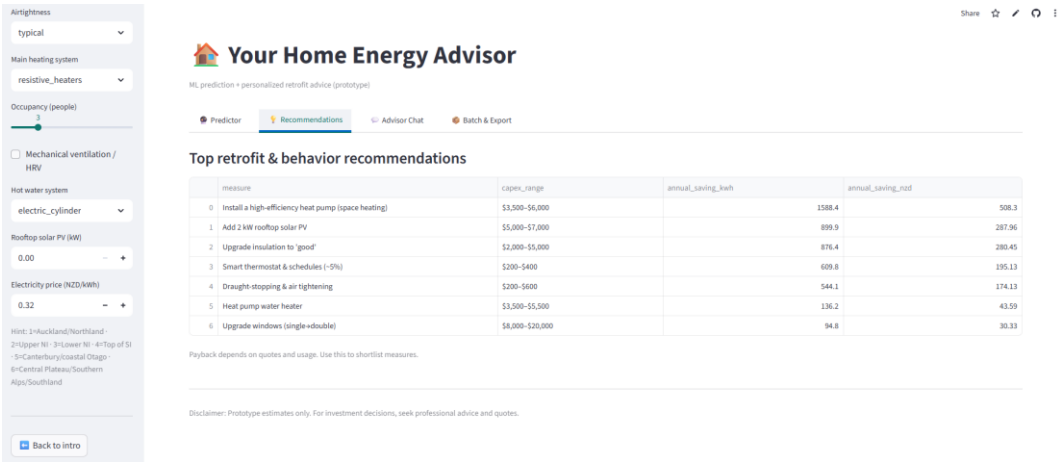 Airtightness
typical
Main heating system
resistive_heaters
Occupancy (people)
3
Mechanical ventilation /
HRV
Hot water system
electric_cylinder
Rooftop solar PV (kW)
0.00 − +
Electricity price (NZD/kWh)
0.32 − +
Hint: 1=Auckland/Northland ·
2=Upper NI · 3=Lower NI · 4=Top of SI
· 5=Canterbury/coastal Otago ·
6=Central Plateau/Southern
Alps/Southland
Back to intro
Share
Your Home Energy Advisor
ML prediction + personalized retrofit advice (prototype)
Predictor Recommendations Advisor Chat Batch & Export
Top retrofit & behavior recommendations
measure capex_range annual_saving_kwh annual_saving_nzd
0 Install a high-efficiency heat pump (space heating) $3,500–$6,000 1588.4 508.3
1 Add 2 kW rooftop solar PV $5,000–$7,000 899.9 287.96
2 Upgrade insulation to 'good' $2,000–$5,000 876.4 280.45
3 Smart thermostat & schedules (~5%) $200–$400 609.8 195.13
4 Draught-stopping & air tightening $200–$600 544.1 174.13
5 Heat pump water heater $3,500–$5,500 136.2 43.59
6 Upgrade windows (single→double) $8,000–$20,000 94.8 30.33
Payback depends on quotes and usage. Use this to shortlist measures.
Disclaimer: Prototype estimates only. For investment decisions, seek professional advice and quotes.